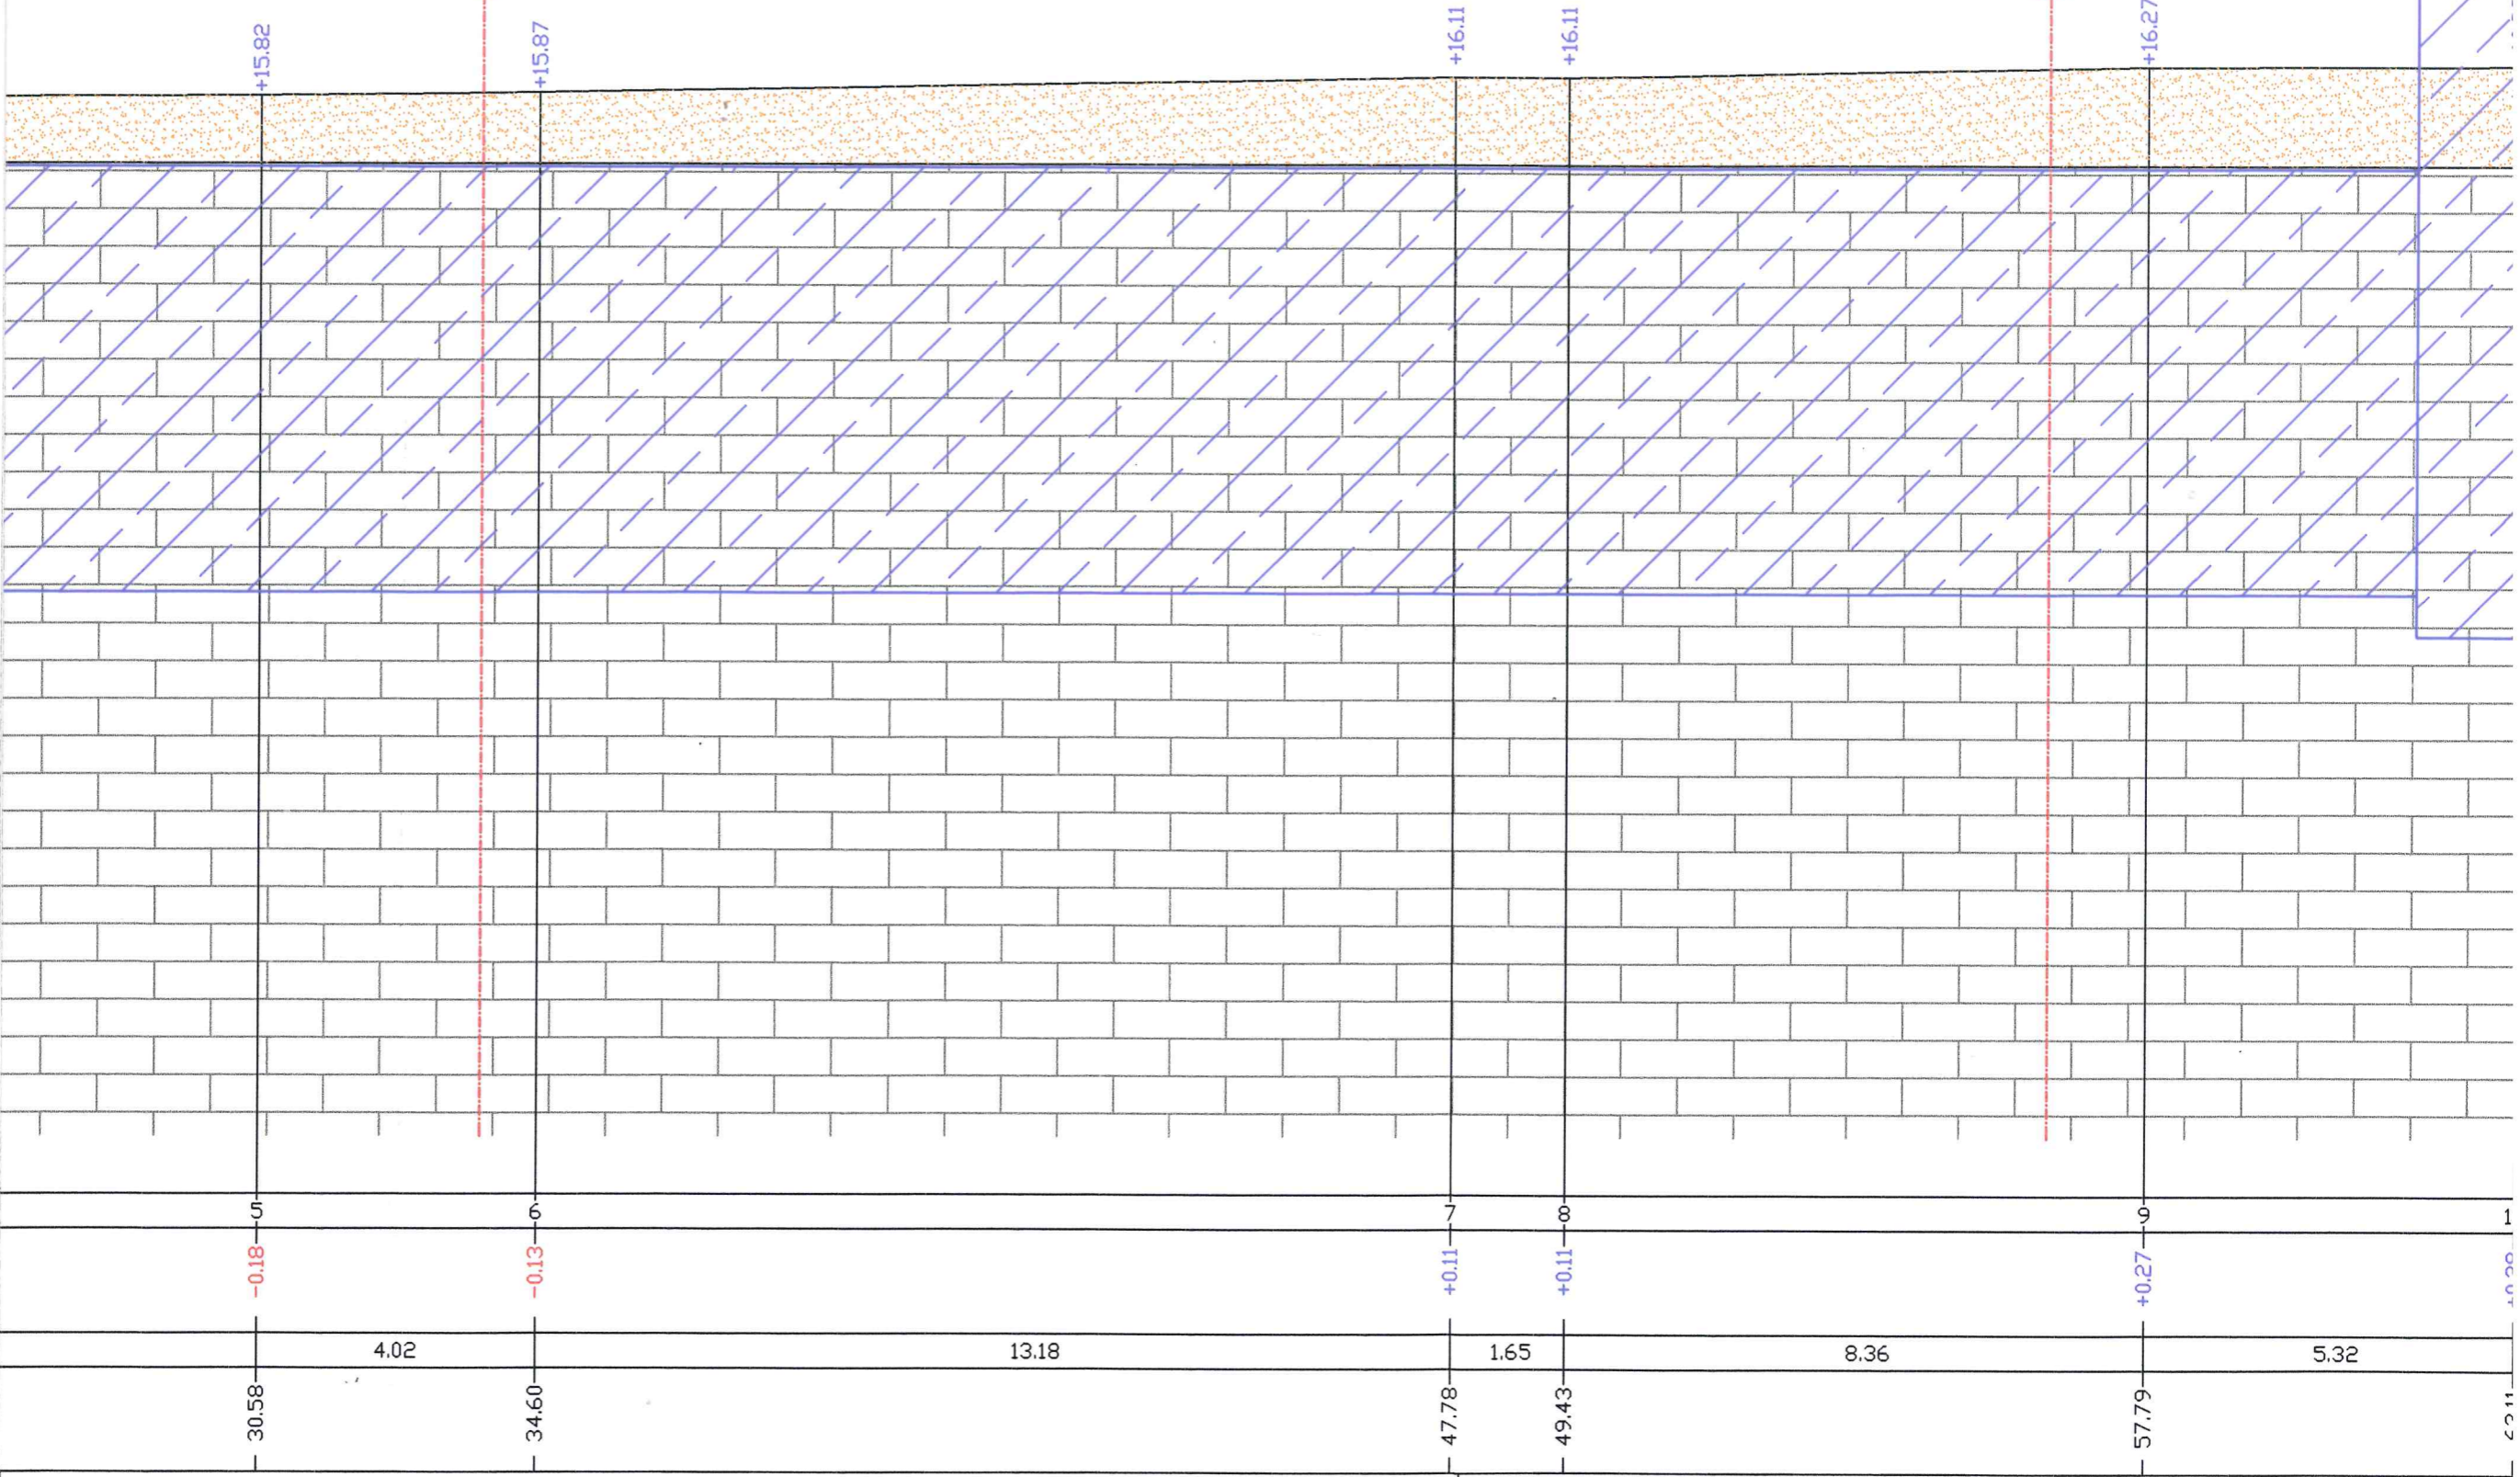 +15.82 +15.87 +16.11 +16.11 +16.27
5 6 7 8 9 1
-0.18 -0.13 +0.11 +0.11 +0.27
4.02 13.18 1.65 8.36 5.32
30.58 34.60 47.78 49.43 57.79